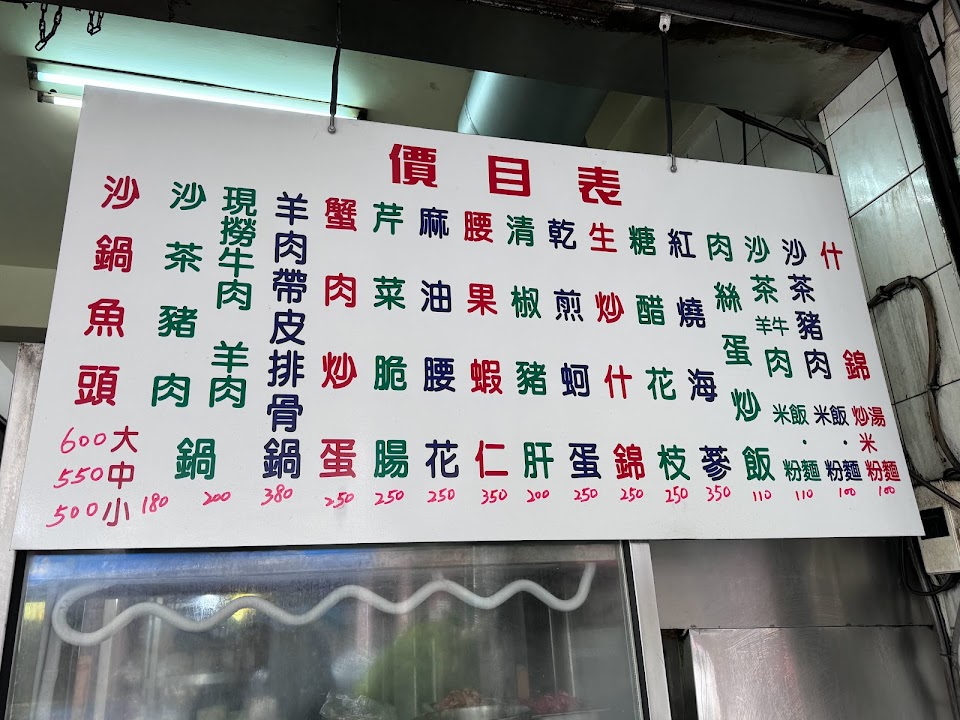 價目表
沙鍋魚頭
大600
中550
小500
沙茶豬肉
180
現撈牛肉羊肉
鍋
200
羊肉帶皮排骨鍋
380
蟹肉炒蛋
250
芹菜脆腸
250
麻油腰花
250
腰果蝦仁
350
清椒豬肝
200
乾煎蚵蛋
250
生炒什錦
250
糖醋花枝
250
紅燒海蔘
350
肉絲蛋炒飯
110
沙茶羊牛肉
米飯・粉麵
110
沙茶豬肉
米飯・粉麵
100
什錦
炒湯米粉麵
100